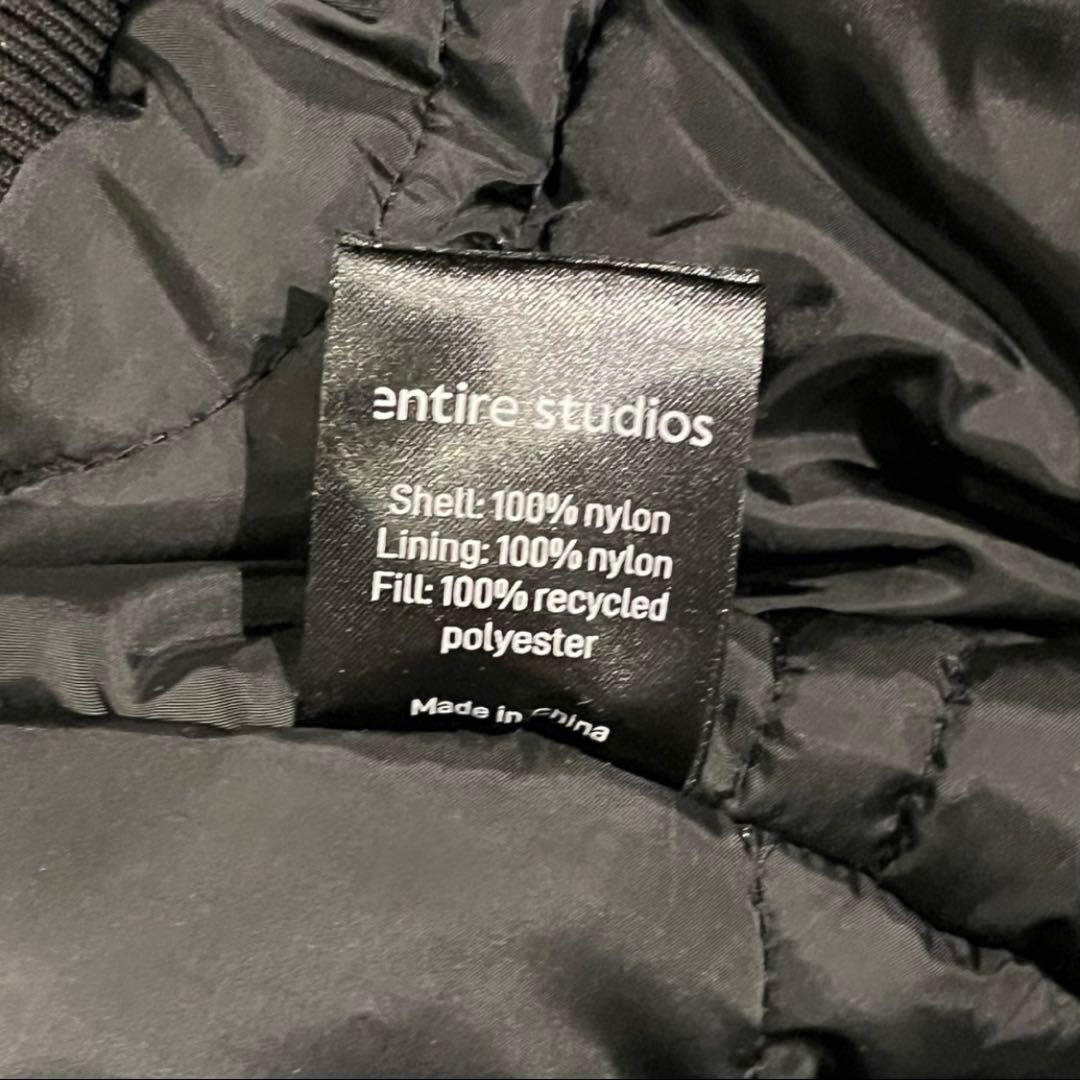 entire studios
Shell: 100% nylon
Lining: 100% nylon
Fill: 100% recycled
polyester
Made in China